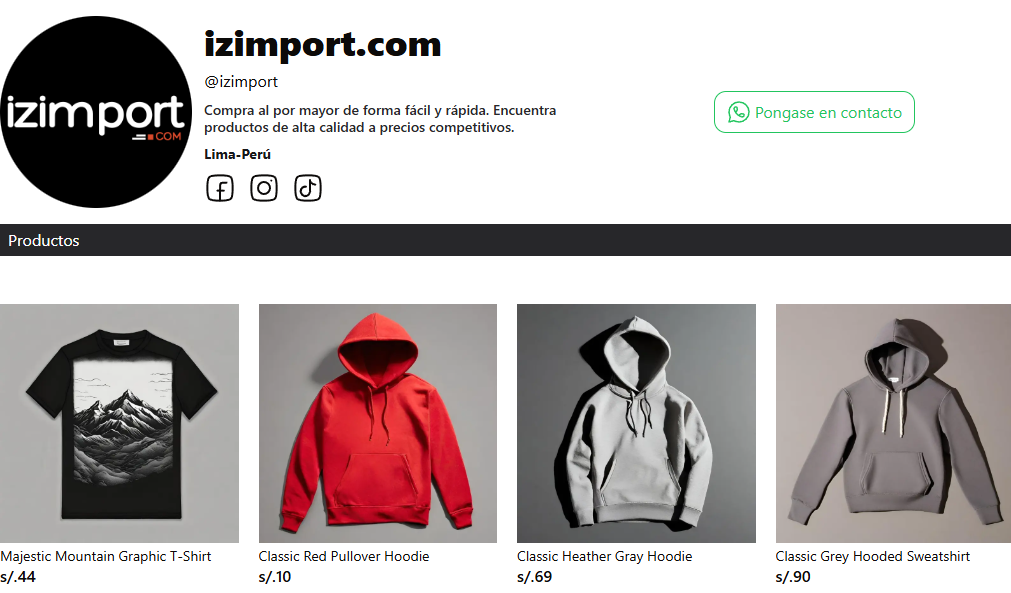 izimport
.COM
izimport.com
@izimport
Compra al por mayor de forma fácil y rápida. Encuentra
productos de alta calidad a precios competitivos.
Lima-Perú
Pongase en contacto
Productos
Majestic Mountain Graphic T-Shirt
s/.44
Classic Red Pullover Hoodie
s/.10
Classic Heather Gray Hoodie
s/.69
Classic Grey Hooded Sweatshirt
s/.90